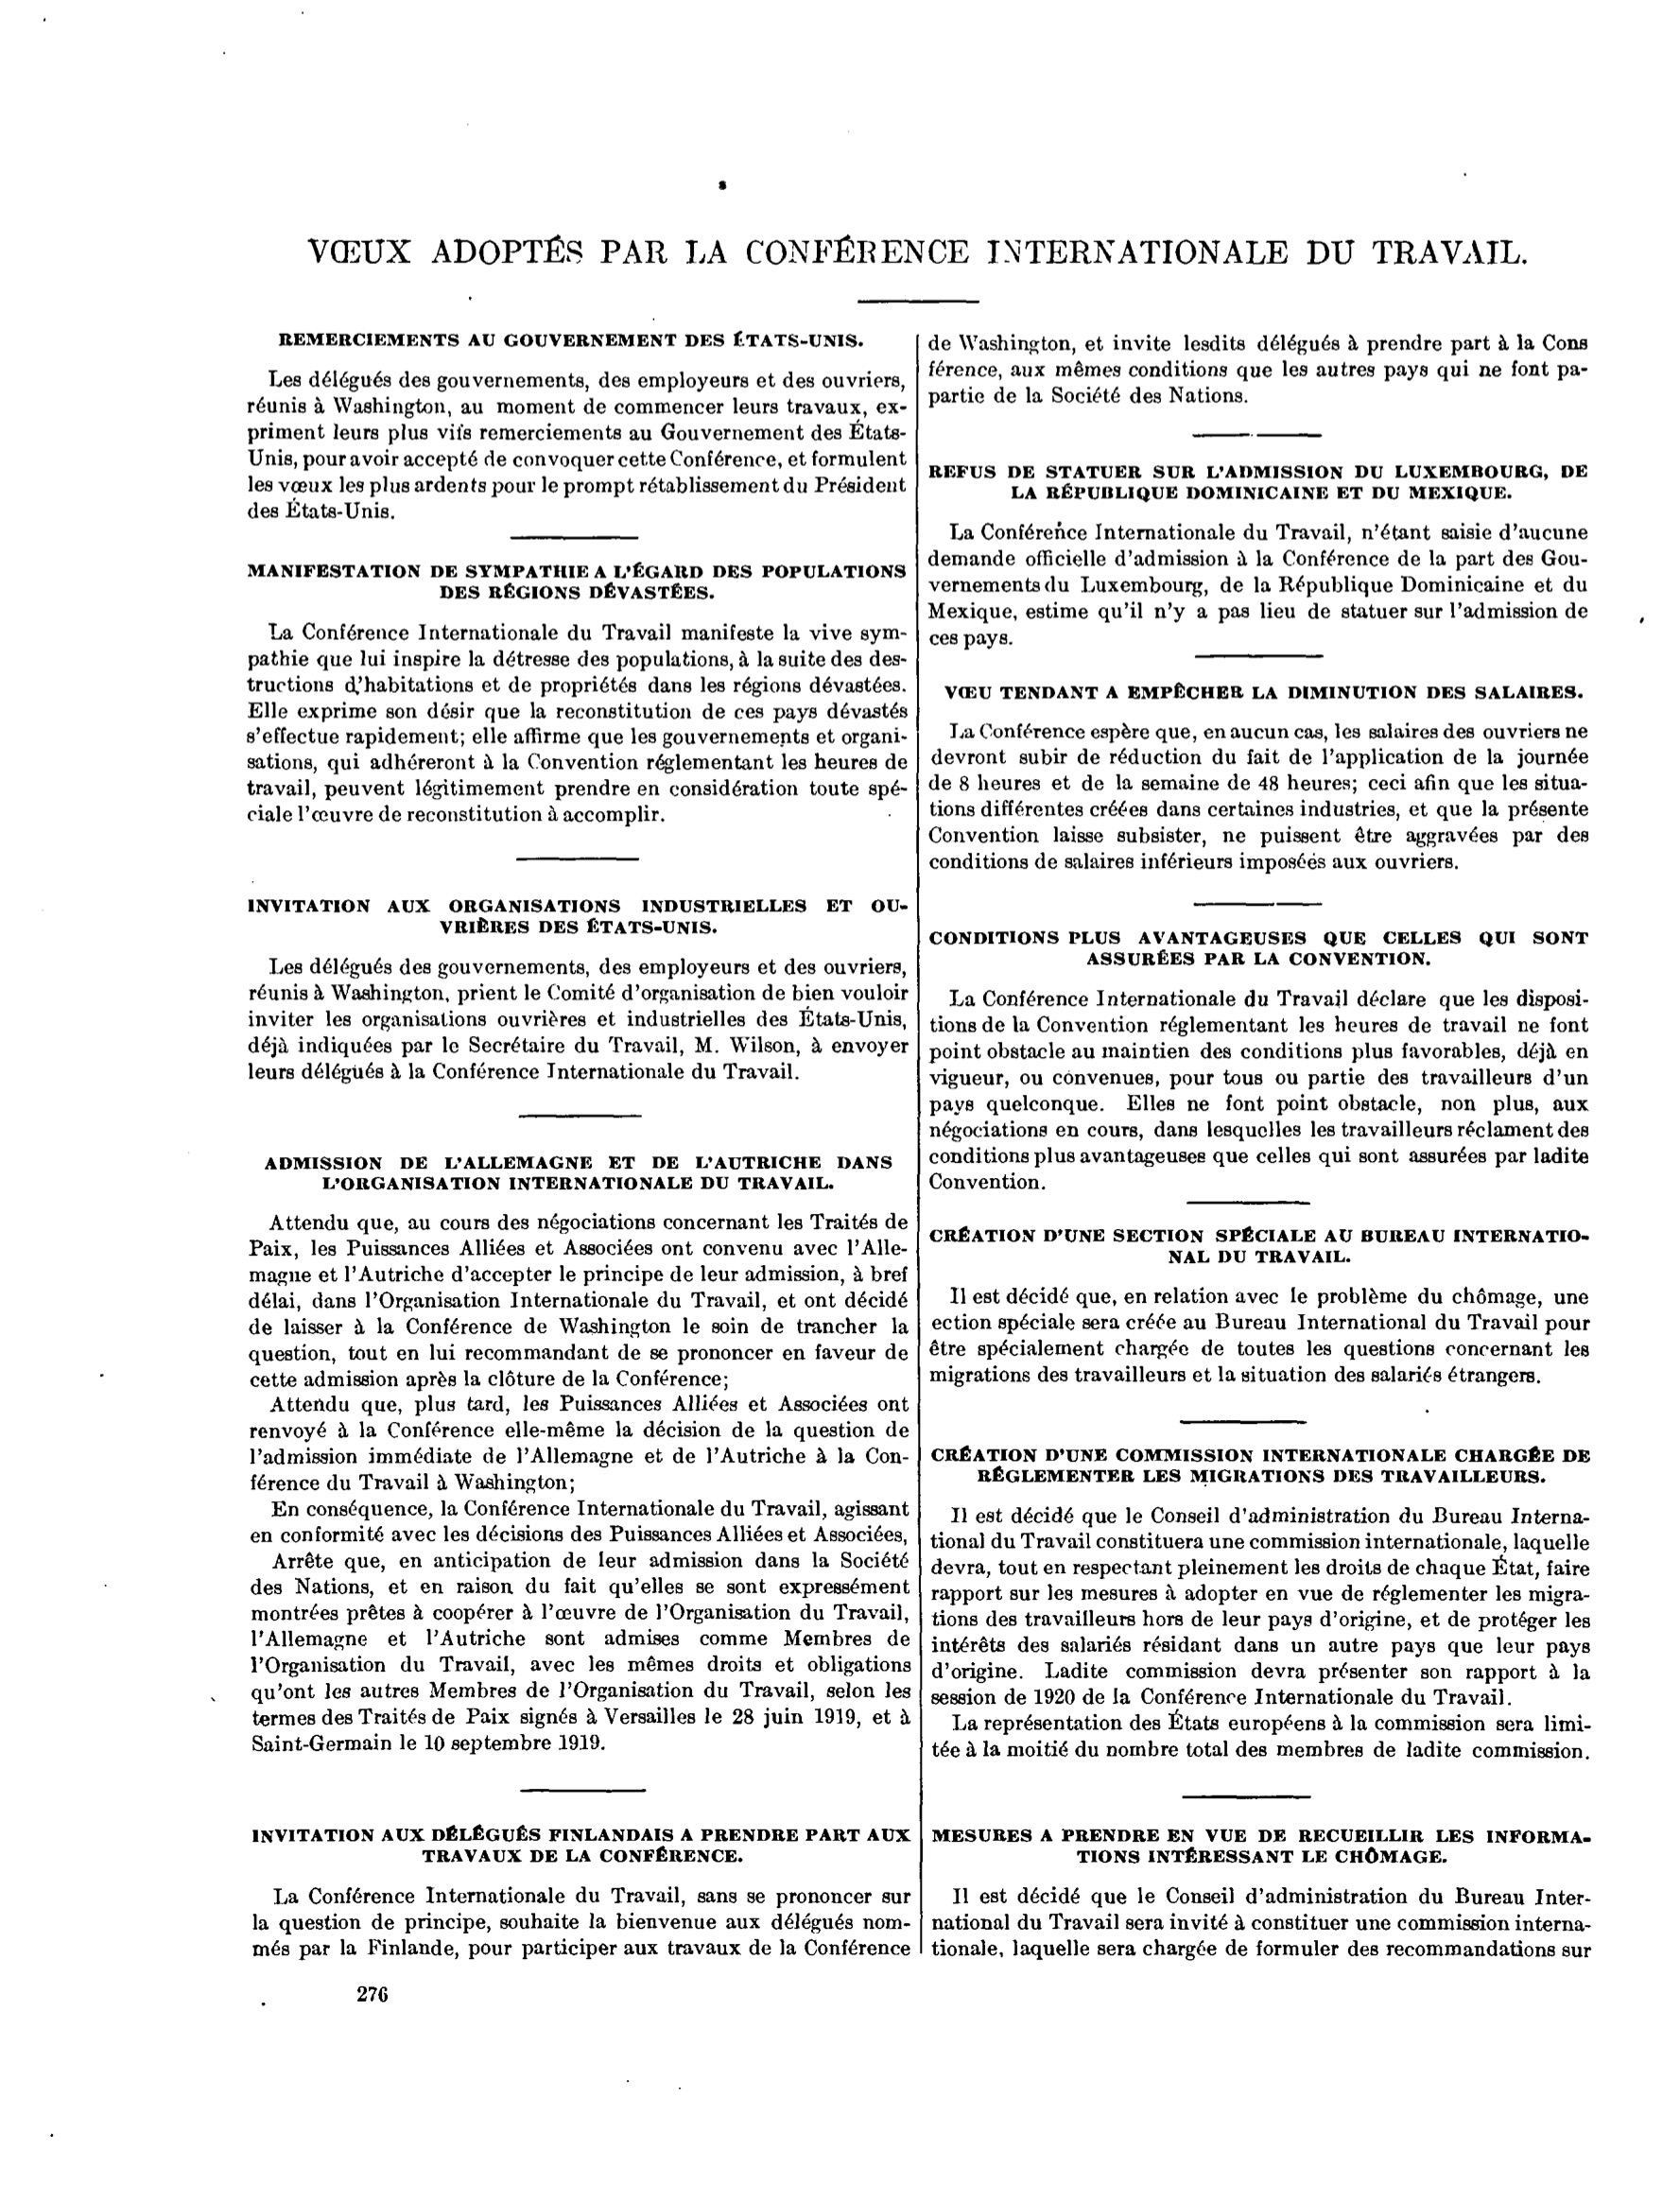 VŒUX ADOPTÉS PAR LA CONFÉRENCE INTERNATIONALE DU TRAVAIL.
REMERCIEMENTS AU GOUVERNEMENT DES ÉTATS-UNIS.
Les délégués des gouvernements, des employeurs et des ouvriers,
réunis à Washington, au moment de commencer leurs travaux, ex-
priment leurs plus vifs remerciements au Gouvernement des États-
Unis, pour avoir accepté de convoquer cette Conférence, et formulent
les vœux les plus ardents pour le prompt rétablissement du Président
des États-Unis.
MANIFESTATION DE SYMPATHIE A L'ÉGARD DES POPULATIONS
DES RÉGIONS DÉVASTÉES.
La Conférence Internationale du Travail manifeste la vive sym-
pathie que lui inspire la détresse des populations, à la suite des des-
tructions d'habitations et de propriétés dans les régions dévastées.
Elle exprime son désir que la reconstitution de ces pays dévastés
s'effectue rapidement; elle affirme que les gouvernements et organi-
sations, qui adhéreront à la Convention réglementant les heures de
travail, peuvent légitimement prendre en considération toute spé-
ciale l'œuvre de reconstitution à accomplir.
INVITATION AUX ORGANISATIONS INDUSTRIELLES ET OU-
VRIÈRES DES ÉTATS-UNIS.
Les délégués des gouvernements, des employeurs et des ouvriers,
réunis à Washington, prient le Comité d'organisation de bien vouloir
inviter les organisations ouvrières et industrielles des États-Unis,
déjà indiquées par le Secrétaire du Travail, M. Wilson, à envoyer
leurs délégués à la Conférence Internationale du Travail.
ADMISSION DE L'ALLEMAGNE ET DE L'AUTRICHE DANS
L'ORGANISATION INTERNATIONALE DU TRAVAIL.
Attendu que, au cours des négociations concernant les Traités de
Paix, les Puissances Alliées et Associées ont convenu avec l'Alle-
magne et l'Autriche d'accepter le principe de leur admission, à bref
délai, dans l'Organisation Internationale du Travail, et ont décidé
de laisser à la Conférence de Washington le soin de trancher la
question, tout en lui recommandant de se prononcer en faveur de
cette admission après la clôture de la Conférence;
Attendu que, plus tard, les Puissances Alliées et Associées ont
renvoyé à la Conférence elle-même la décision de la question de
l'admission immédiate de l'Allemagne et de l'Autriche à la Con-
férence du Travail à Washington;
En conséquence, la Conférence Internationale du Travail, agissant
en conformité avec les décisions des Puissances Alliées et Associées,
Arrête que, en anticipation de leur admission dans la Société
des Nations, et en raison du fait qu'elles se sont expressément
montrées prêtes à coopérer à l'œuvre de l'Organisation du Travail,
l'Allemagne et l'Autriche sont admises comme Membres de
l'Organisation du Travail, avec les mêmes droits et obligations
qu'ont les autres Membres de l'Organisation du Travail, selon les
termes des Traités de Paix signés à Versailles le 28 juin 1919, et à
Saint-Germain le 10 septembre 1919.
INVITATION AUX DÉLÉGUÉS FINLANDAIS A PRENDRE PART AUX
TRAVAUX DE LA CONFÉRENCE.
La Conférence Internationale du Travail, sans se prononcer sur
la question de principe, souhaite la bienvenue aux délégués nom-
més par la Finlande, pour participer aux travaux de la Conférence
de Washington, et invite lesdits délégués à prendre part à la Cons
férence, aux mêmes conditions que les autres pays qui ne font pa-
partie de la Société des Nations.
REFUS DE STATUER SUR L'ADMISSION DU LUXEMBOURG, DE
LA RÉPUBLIQUE DOMINICAINE ET DU MEXIQUE.
La Conférence Internationale du Travail, n'étant saisie d'aucune
demande officielle d'admission à la Conférence de la part des Gou-
vernements du Luxembourg, de la République Dominicaine et du
Mexique, estime qu'il n'y a pas lieu de statuer sur l'admission de
ces pays.
VŒU TENDANT A EMPÊCHER LA DIMINUTION DES SALAIRES.
La Conférence espère que, en aucun cas, les salaires des ouvriers ne
devront subir de réduction du fait de l'application de la journée
de 8 heures et de la semaine de 48 heures; ceci afin que les situa-
tions différentes créées dans certaines industries, et que la présente
Convention laisse subsister, ne puissent être aggravées par des
conditions de salaires inférieurs imposées aux ouvriers.
CONDITIONS PLUS AVANTAGEUSES QUE CELLES QUI SONT
ASSURÉES PAR LA CONVENTION.
La Conférence Internationale du Travail déclare que les disposi-
tions de la Convention réglementant les heures de travail ne font
point obstacle au maintien des conditions plus favorables, déjà en
vigueur, ou convenues, pour tous ou partie des travailleurs d'un
pays quelconque. Elles ne font point obstacle, non plus, aux
négociations en cours, dans lesquelles les travailleurs réclament des
conditions plus avantageuses que celles qui sont assurées par ladite
Convention.
CRÉATION D'UNE SECTION SPÉCIALE AU BUREAU INTERNATIO-
NAL DU TRAVAIL.
Il est décidé que, en relation avec le problème du chômage, une
ection spéciale sera créée au Bureau International du Travail pour
être spécialement chargée de toutes les questions concernant les
migrations des travailleurs et la situation des salariés étrangers.
CRÉATION D'UNE COMMISSION INTERNATIONALE CHARGÉE DE
RÉGLEMENTER LES MIGRATIONS DES TRAVAILLEURS.
Il est décidé que le Conseil d'administration du Bureau Interna-
tional du Travail constituera une commission internationale, laquelle
devra, tout en respectant pleinement les droits de chaque État, faire
rapport sur les mesures à adopter en vue de réglementer les migra-
tions des travailleurs hors de leur pays d'origine, et de protéger les
intérêts des salariés résidant dans un autre pays que leur pays
d'origine. Ladite commission devra présenter son rapport à la
session de 1920 de la Conférence Internationale du Travail.
La représentation des États européens à la commission sera limi-
tée à la moitié du nombre total des membres de ladite commission.
MESURES A PRENDRE EN VUE DE RECUEILLIR LES INFORMA-
TIONS INTÉRESSANT LE CHÔMAGE.
Il est décidé que le Conseil d'administration du Bureau Inter-
national du Travail sera invité à constituer une commission interna-
tionale, laquelle sera chargée de formuler des recommandations sur
276